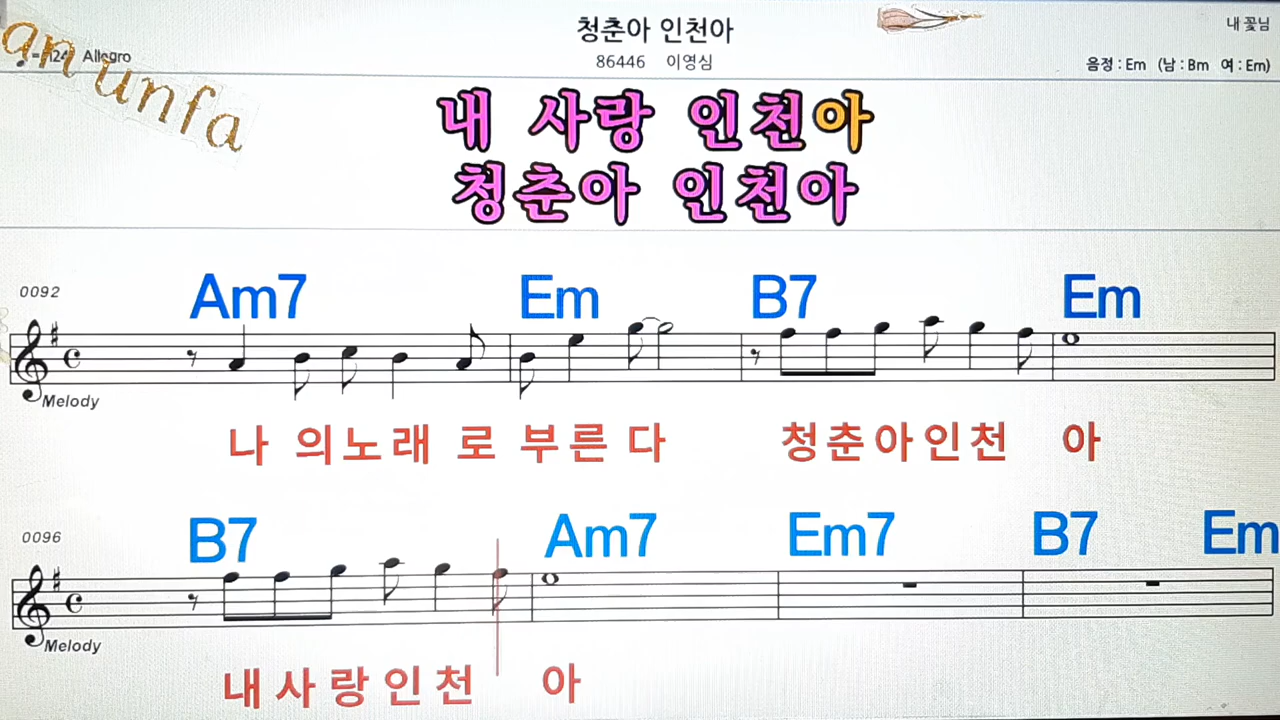 an unfa
청춘아 인천아
내 꽃님
♩=124 Allegro
86446 이영심
음정 : Em (남 : Bm 여 : Em)
내 사랑 인천아
청춘아 인천아
0092
Am7 Em B7 Em
Melody
나 의노래 로 부른 다 청춘아인천 아
0096
B7 Am7 Em7 B7 Em
Melody
내사랑인천 아